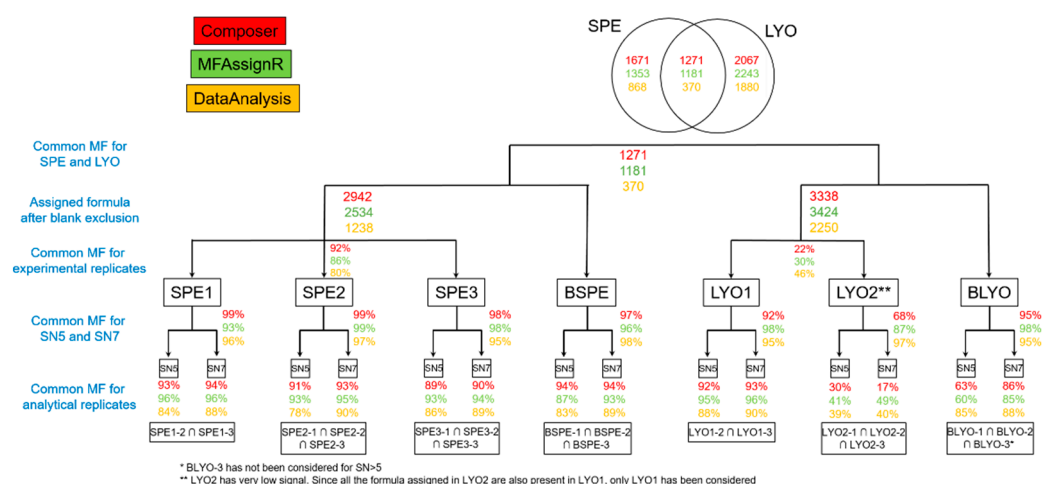 Composer
MFAssignR
DataAnalysis
SPE
LYO
1671 1271 2067
1353 1181 2243
868 370 1880
Common MF for
SPE and LYO
1271
1181
370
Assigned formula
after blank exclusion
2942
2534
1238
3338
3424
2250
Common MF for
experimental replicates
92%
86%
80%
22%
30%
46%
SPE1 SPE2 SPE3 BSPE LYO1 LYO2** BLYO
Common MF for
SN5 and SN7
99% 99% 98% 97% 92% 68% 95%
93% 99% 98% 96% 98% 87% 98%
96% 97% 95% 98% 95% 97% 95%
SN5 SN7 SN5 SN7 SN5 SN7 SN5 SN7 SN5 SN7 SN5 SN7 SN5 SN7
Common MF for
analytical replicates
93% 94% 91% 93% 89% 90% 94% 94% 92% 93% 30% 17% 63% 86%
96% 96% 93% 95% 93% 94% 87% 93% 95% 96% 41% 49% 60% 85%
84% 88% 78% 90% 86% 89% 83% 89% 88% 90% 39% 40% 85% 88%
SPE1-2 ∩ SPE1-3
SPE2-1 ∩ SPE2-2
∩ SPE2-3
SPE3-1 ∩ SPE3-2
∩ SPE3-3
BSPE-1 ∩ BSPE-2
∩ BSPE-3
LYO1-2 ∩ LYO1-3
LYO2-1 ∩ LYO2-2
∩ LYO2-3
BLYO-1 ∩ BLYO-2
∩ BLYO-3*
* BLYO-3 has not been considered for SN>5
** LYO2 has very low signal. Since all the formula assigned in LYO2 are also present in LYO1, only LYO1 has been considered